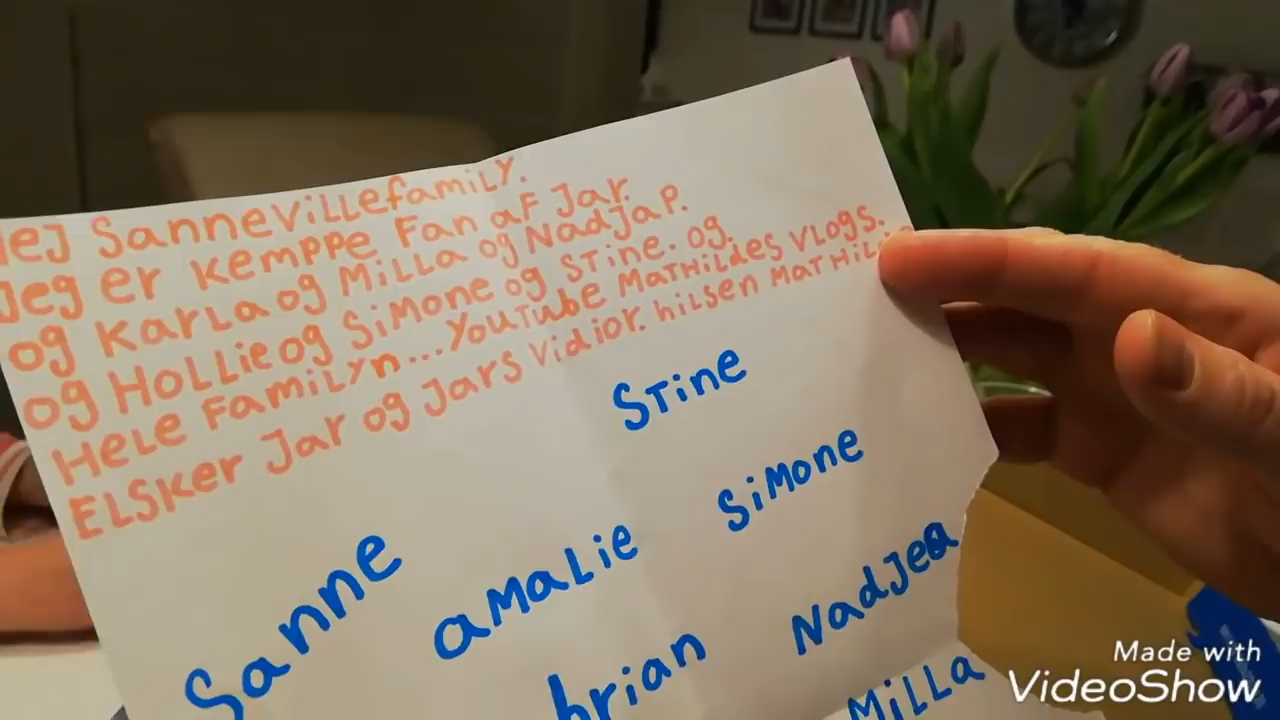 Hej SanneVillefamiLY.
Jeg er Kemppe Fan aF Jar.
og KarLa og MiLLa og NadJa P.
og HOLLie og SiMone og STine. og
HeLe FamiLYn... YouTube MaTHiLdes VLogs.
ELSKer Jar og Jars Vidior. hilsen MaTHiL
STine
SiMone
Sanne
aMaLie
NadJea
brian
MiLLa
Made with
VideoShow